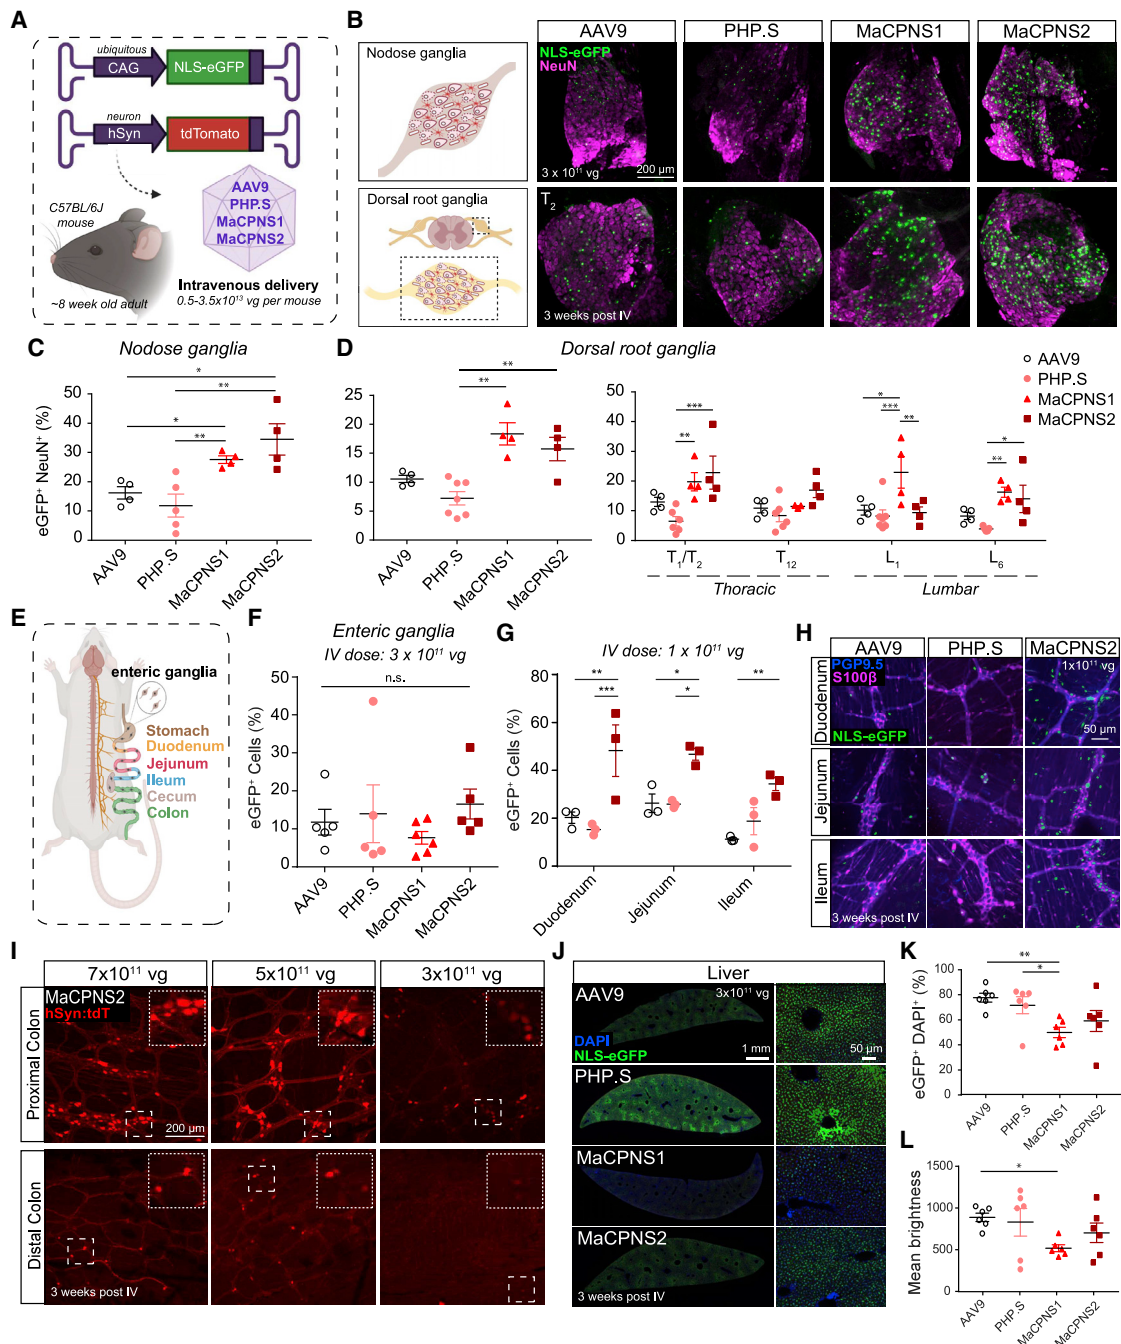 A
ubiquitous
CAG
NLS-eGFP
neuron
hSyn
tdTomato
AAV9
PHP.S
MaCPNS1
MaCPNS2
C57BL/6J
mouse
~8 week old adult
Intravenous delivery
0.5-3.5x10¹³ vg per mouse
B
Nodose ganglia
Dorsal root ganglia
AAV9
PHP.S
MaCPNS1
MaCPNS2
NLS-eGFP
NeuN
3 x 10¹¹ vg
200 µm
T₂
3 weeks post IV
C
Nodose ganglia
eGFP⁺ NeuN⁺ (%)
50
40
30
20
10
0
*
**
*
**
AAV9
PHP.S
MaCPNS1
MaCPNS2
D
Dorsal root ganglia
25
20
15
10
5
0
**
**
AAV9
PHP.S
MaCPNS1
MaCPNS2
50
40
30
20
10
0
***
**
*
***
**
*
**
T₁/T₂
T₁₂
L₁
L₆
Thoracic
Lumbar
AAV9
PHP.S
MaCPNS1
MaCPNS2
E
enteric ganglia
Stomach
Duodenum
Jejunum
Ileum
Cecum
Colon
F
Enteric ganglia
IV dose: 3 x 10¹¹ vg
n.s.
eGFP⁺ Cells (%)
50
40
30
20
10
0
AAV9
PHP.S
MaCPNS1
MaCPNS2
G
IV dose: 1 x 10¹¹ vg
eGFP⁺ Cells (%)
80
60
40
20
0
**
***
*
*
**
Duodenum
Jejunum
Ileum
H
AAV9
PHP.S
MaCPNS2
Duodenum
Jejunum
Ileum
PGP9.5
S100β
NLS-eGFP
1x10¹¹ vg
50 µm
3 weeks post IV
I
7x10¹¹ vg
5x10¹¹ vg
3x10¹¹ vg
Proximal Colon
Distal Colon
MaCPNS2
hSyn:tdT
200 µm
3 weeks post IV
J
Liver
AAV9
3x10¹¹ vg
DAPI
NLS-eGFP
1 mm
50 µm
PHP.S
MaCPNS1
MaCPNS2
3 weeks post IV
K
eGFP⁺ DAPI⁺ (%)
100
80
60
40
20
0
**
*
AAV9
PHP.S
MaCPNS1
MaCPNS2
L
Mean brightness
1500
1000
500
0
*
AAV9
PHP.S
MaCPNS1
MaCPNS2